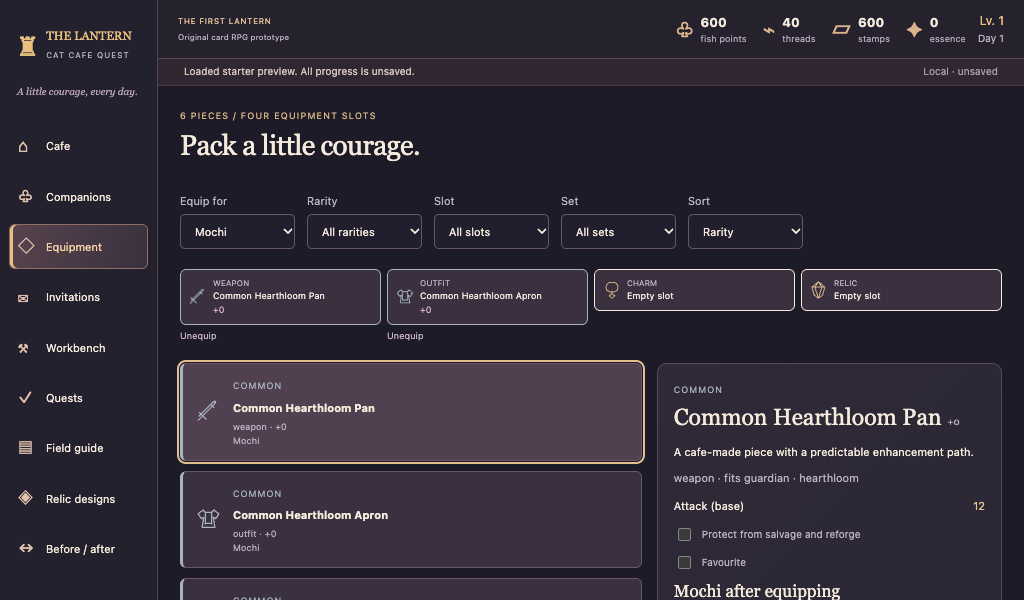 THE LANTERN
CAT CAFE QUEST
A little courage, every day.
Cafe
Companions
Equipment
Invitations
Workbench
Quests
Field guide
Relic designs
Before / after
THE FIRST LANTERN
Original card RPG prototype
600
fish points
40
threads
600
stamps
0
essence
Lv. 1
Day 1
Loaded starter preview. All progress is unsaved.
Local · unsaved
6 PIECES / FOUR EQUIPMENT SLOTS
Pack a little courage.
Equip for
Rarity
Slot
Set
Sort
Mochi
All rarities
All slots
All sets
Rarity
WEAPON
Common Hearthloom Pan
+0
Unequip
OUTFIT
Common Hearthloom Apron
+0
Unequip
CHARM
Empty slot
RELIC
Empty slot
COMMON
Common Hearthloom Pan
weapon · +0
Mochi
COMMON
Common Hearthloom Apron
outfit · +0
Mochi
COMMON
COMMON
Common Hearthloom Pan +0
A cafe-made piece with a predictable enhancement path.
weapon · fits guardian · hearthloom
Attack (base) 12
Protect from salvage and reforge
Favourite
Mochi after equipping